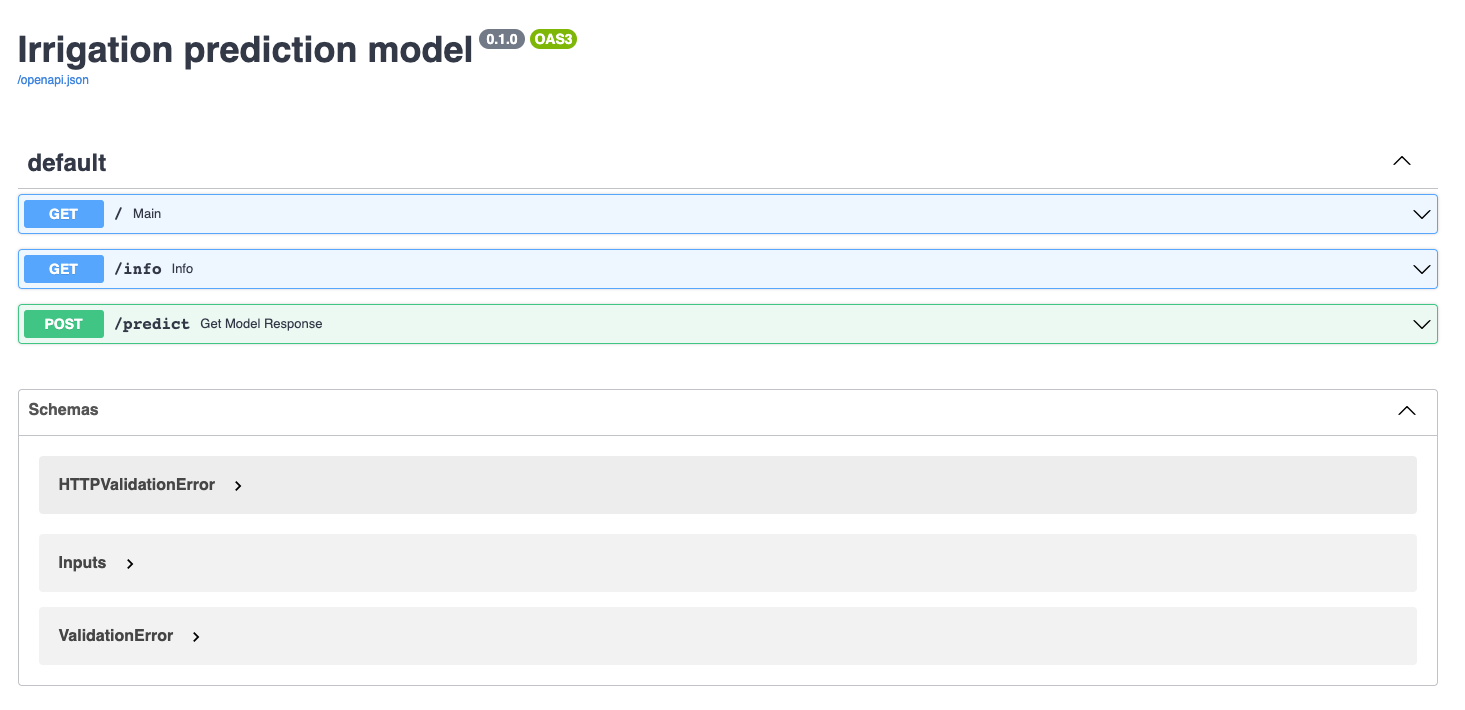 Irrigation prediction model 0.1.0 OAS3
/openapi.json
default
GET / Main
GET /info Info
POST /predict Get Model Response
Schemas
HTTPValidationError
Inputs
ValidationError